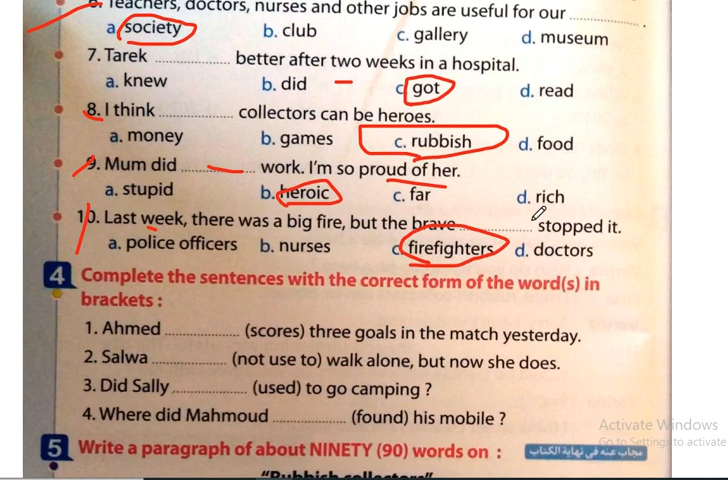 6. Teachers, doctors, nurses and other jobs are useful for our .............. .
a. society b. club c. gallery d. museum
7. Tarek .............. better after two weeks in a hospital.
a. knew b. did c. got d. read
8. I think .............. collectors can be heroes.
a. money b. games c. rubbish d. food
9. Mum did .............. work. I'm so proud of her.
a. stupid b. heroic c. far d. rich
10. Last week, there was a big fire, but the brave .............. stopped it.
a. police officers b. nurses c. firefighters d. doctors
4 Complete the sentences with the correct form of the word(s) in
brackets :
1. Ahmed .............. (scores) three goals in the match yesterday.
2. Salwa .............. (not use to) walk alone, but now she does.
3. Did Sally .............. (used) to go camping ?
4. Where did Mahmoud .............. (found) his mobile ?
Activate Windows
Go to Settings to activate
5 Write a paragraph of about NINETY (90) words on :
مجاب عنه في نهاية الكتاب
"Rubbish collectors"